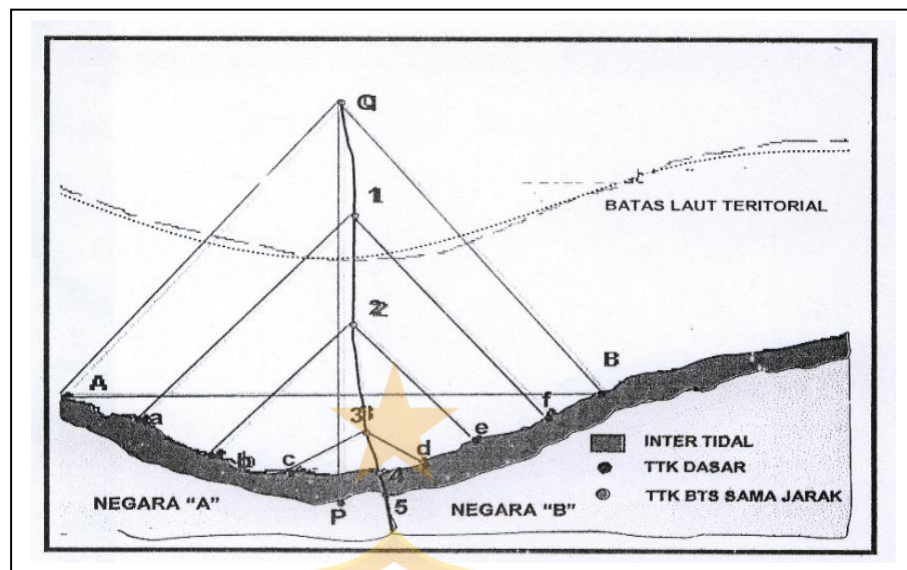 Q
1
BATAS LAUT TERITORIAL
2
B
A
a
3
f
e
b
c
d
4
INTER TIDAL
TTK DASAR
TTK BTS SAMA JARAK
NEGARA “A”
P
5
NEGARA “B”